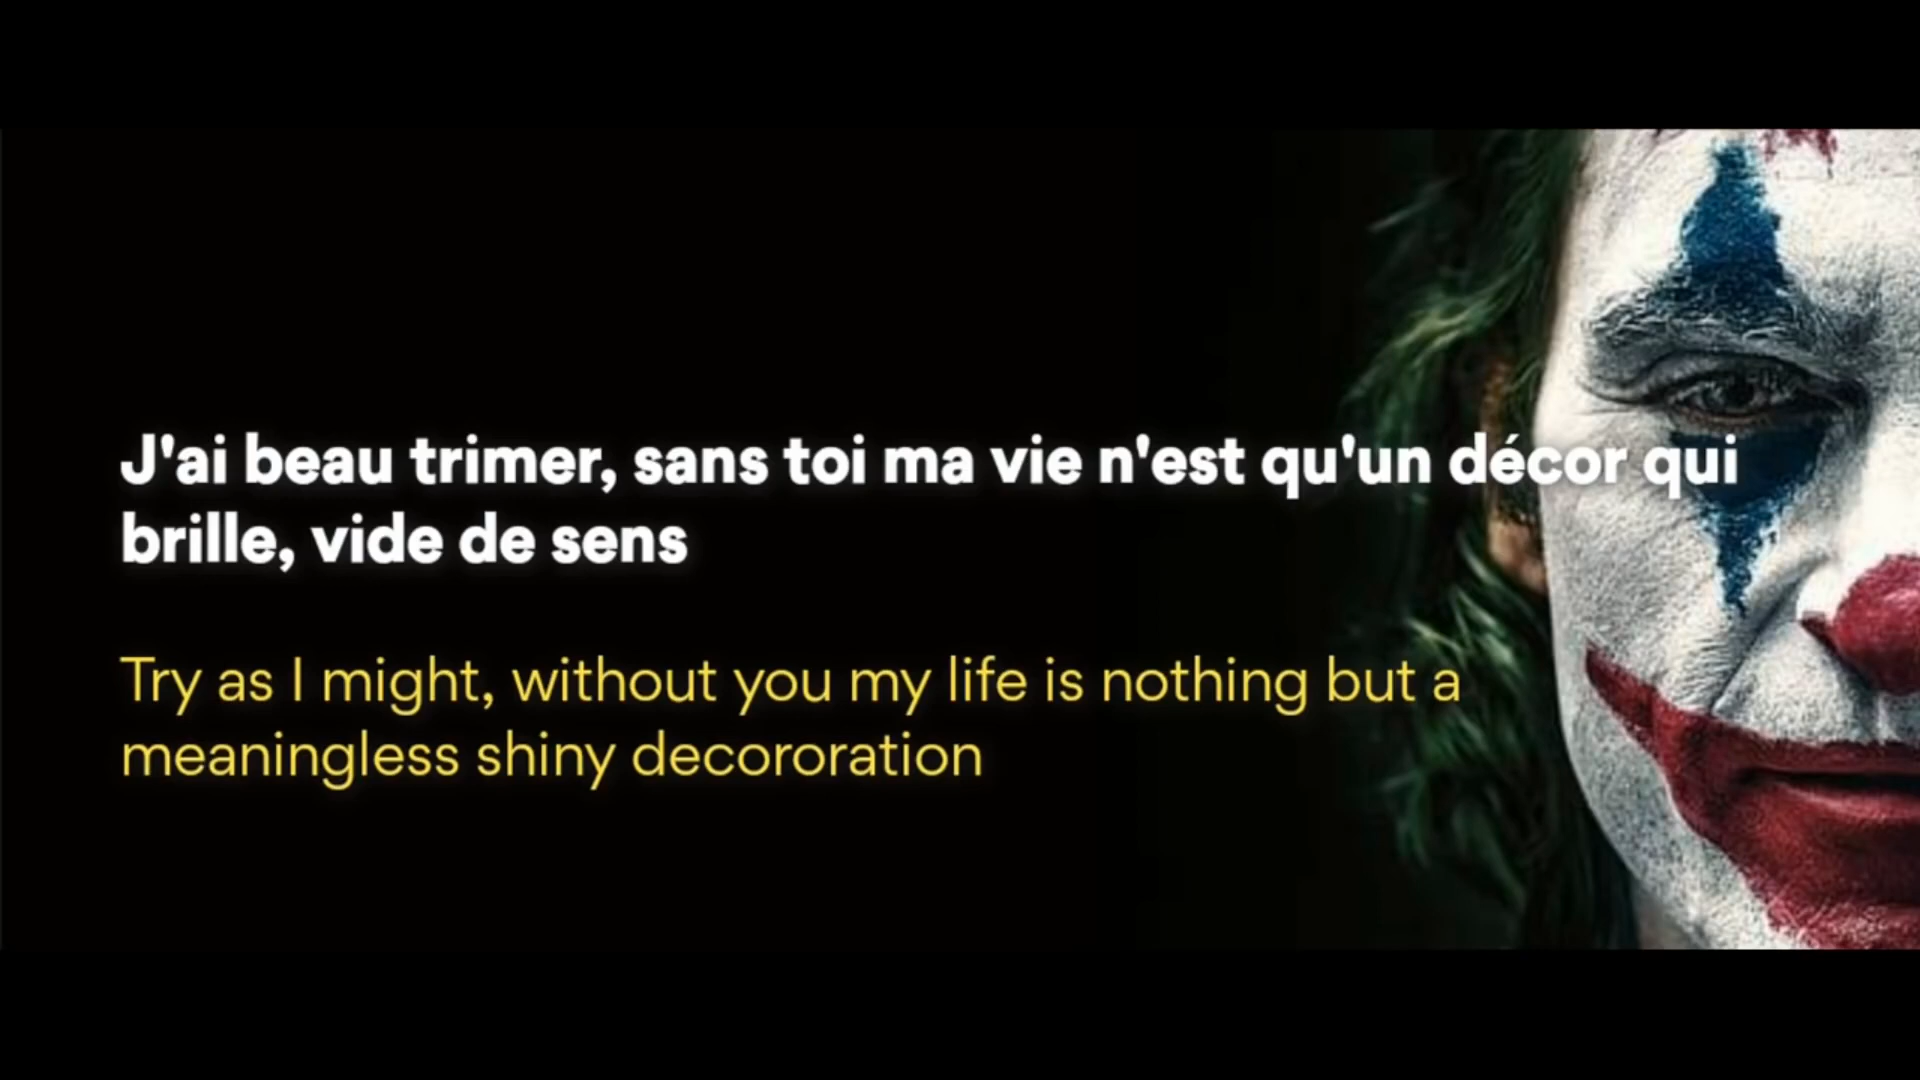 J'ai beau trimer, sans toi ma vie n'est qu'un décor qui
brille, vide de sens
Try as I might, without you my life is nothing but a
meaningless shiny decororation